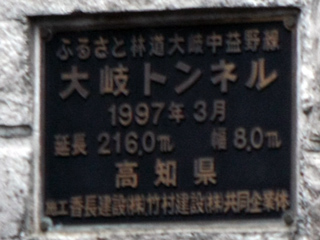 ふるさと林道大岐中益野線
大岐トンネル
1997年3月
延長 216.0m 幅 8.0m
高知県
施工 香長建設(株)竹村建設(株)共同企業体